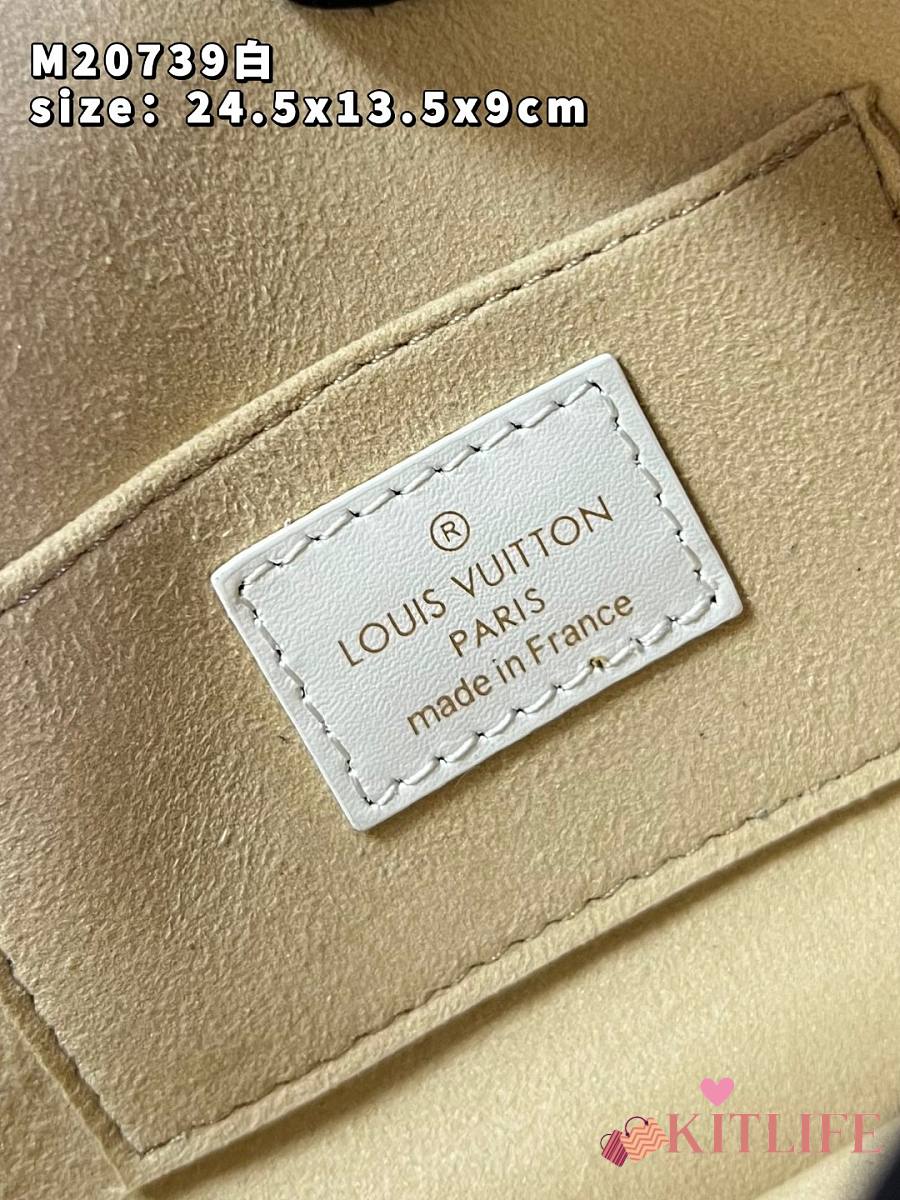 M20739白
size: 24.5x13.5x9cm
®
LOUIS VUITTON
PARIS
made in France
KITLIFE